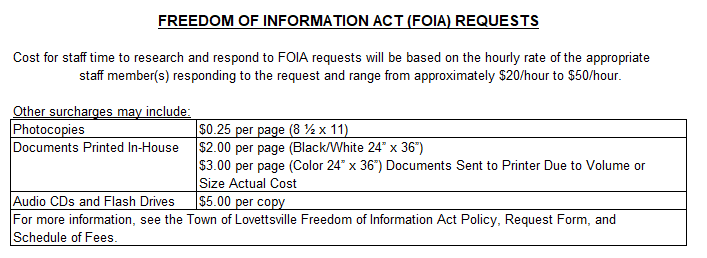 FREEDOM OF INFORMATION ACT (FOIA) REQUESTS
Cost for staff time to research and respond to FOIA requests will be based on the hourly rate of the appropriate
staff member(s) responding to the request and range from approximately $20/hour to $50/hour.
Other surcharges may include:
Photocopies $0.25 per page (8 ½ x 11)
Documents Printed In-House $2.00 per page (Black/White 24” x 36”)
$3.00 per page (Color 24” x 36”) Documents Sent to Printer Due to Volume or
Size Actual Cost
Audio CDs and Flash Drives $5.00 per copy
For more information, see the Town of Lovettsville Freedom of Information Act Policy, Request Form, and
Schedule of Fees.